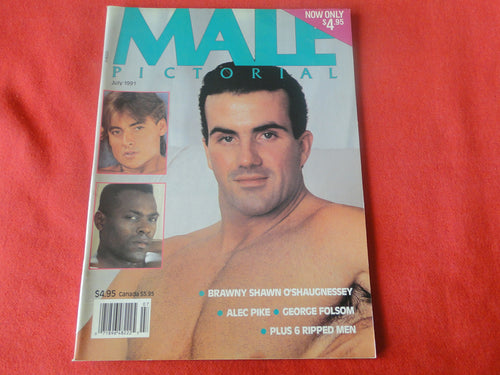 NOW ONLY
$4.95
MALE
PICTORIAL
July 1991
$4.95 Canada $5.95
• BRAWNY SHAWN O'SHAUGNESSEY
• ALEC PIKE • GEORGE FOLSOM
• PLUS 6 RIPPED MEN